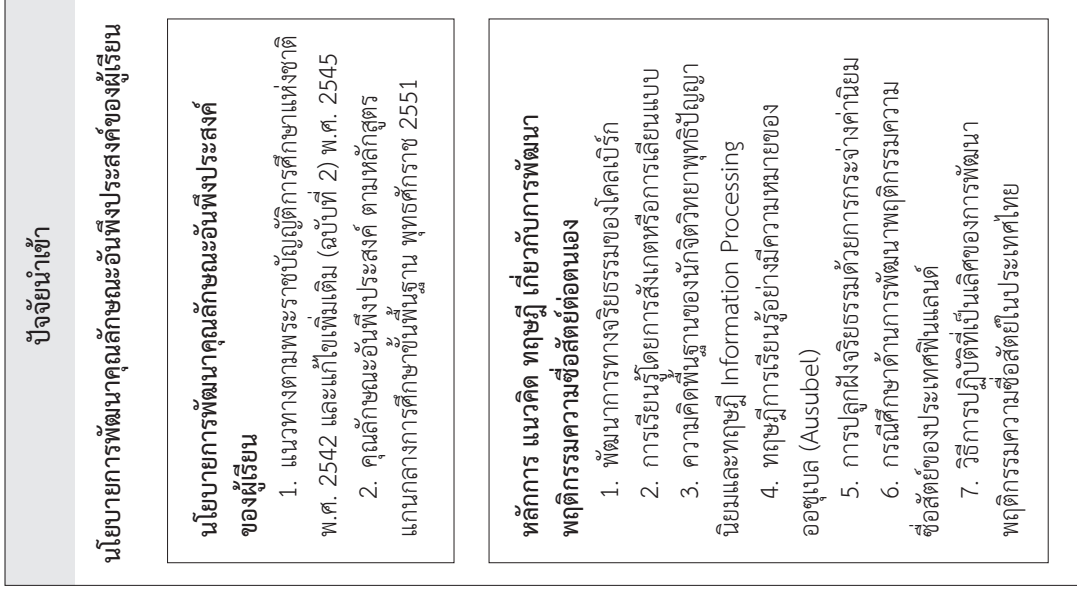 ปัจจัยนำเข้า
นโยบายการพัฒนาคุณลักษณะอันพึงประสงค์ของผู้เรียน
นโยบายการพัฒนาคุณลักษณะอันพึงประสงค์
ของผู้เรียน
1. แนวทางตามพระราชบัญญัติการศึกษาแห่งชาติ
พ.ศ. 2542 และแก้ไขเพิ่มเติม (ฉบับที่ 2) พ.ศ. 2545
2. คุณลักษณะอันพึงประสงค์ ตามหลักสูตร
แกนกลางการศึกษาขั้นพื้นฐาน พุทธศักราช 2551
หลักการ แนวคิด ทฤษฎี เกี่ยวกับการพัฒนา
พฤติกรรมความซื่อสัตย์ต่อตนเอง
1. พัฒนาการทางจริยธรรมของโคลเบิร์ก
2. การเรียนรู้โดยการสังเกตหรือการเลียนแบบ
3. ความคิดพื้นฐานของนักจิตวิทยาพุทธิปัญญา
นิยมและทฤษฎี Information Processing
4. ทฤษฎีการเรียนรู้อย่างมีความหมายของ
ออซุเบล (Ausubel)
5. การปลูกฝังจริยธรรมด้วยการกระจ่างค่านิยม
6. กรณีศึกษาด้านการพัฒนาพฤติกรรมความ
ซื่อสัตย์ของประเทศฟินแลนด์
7. วิธีการปฏิบัติที่เป็นเลิศของการพัฒนา
พฤติกรรมความซื่อสัตย์ในประเทศไทย